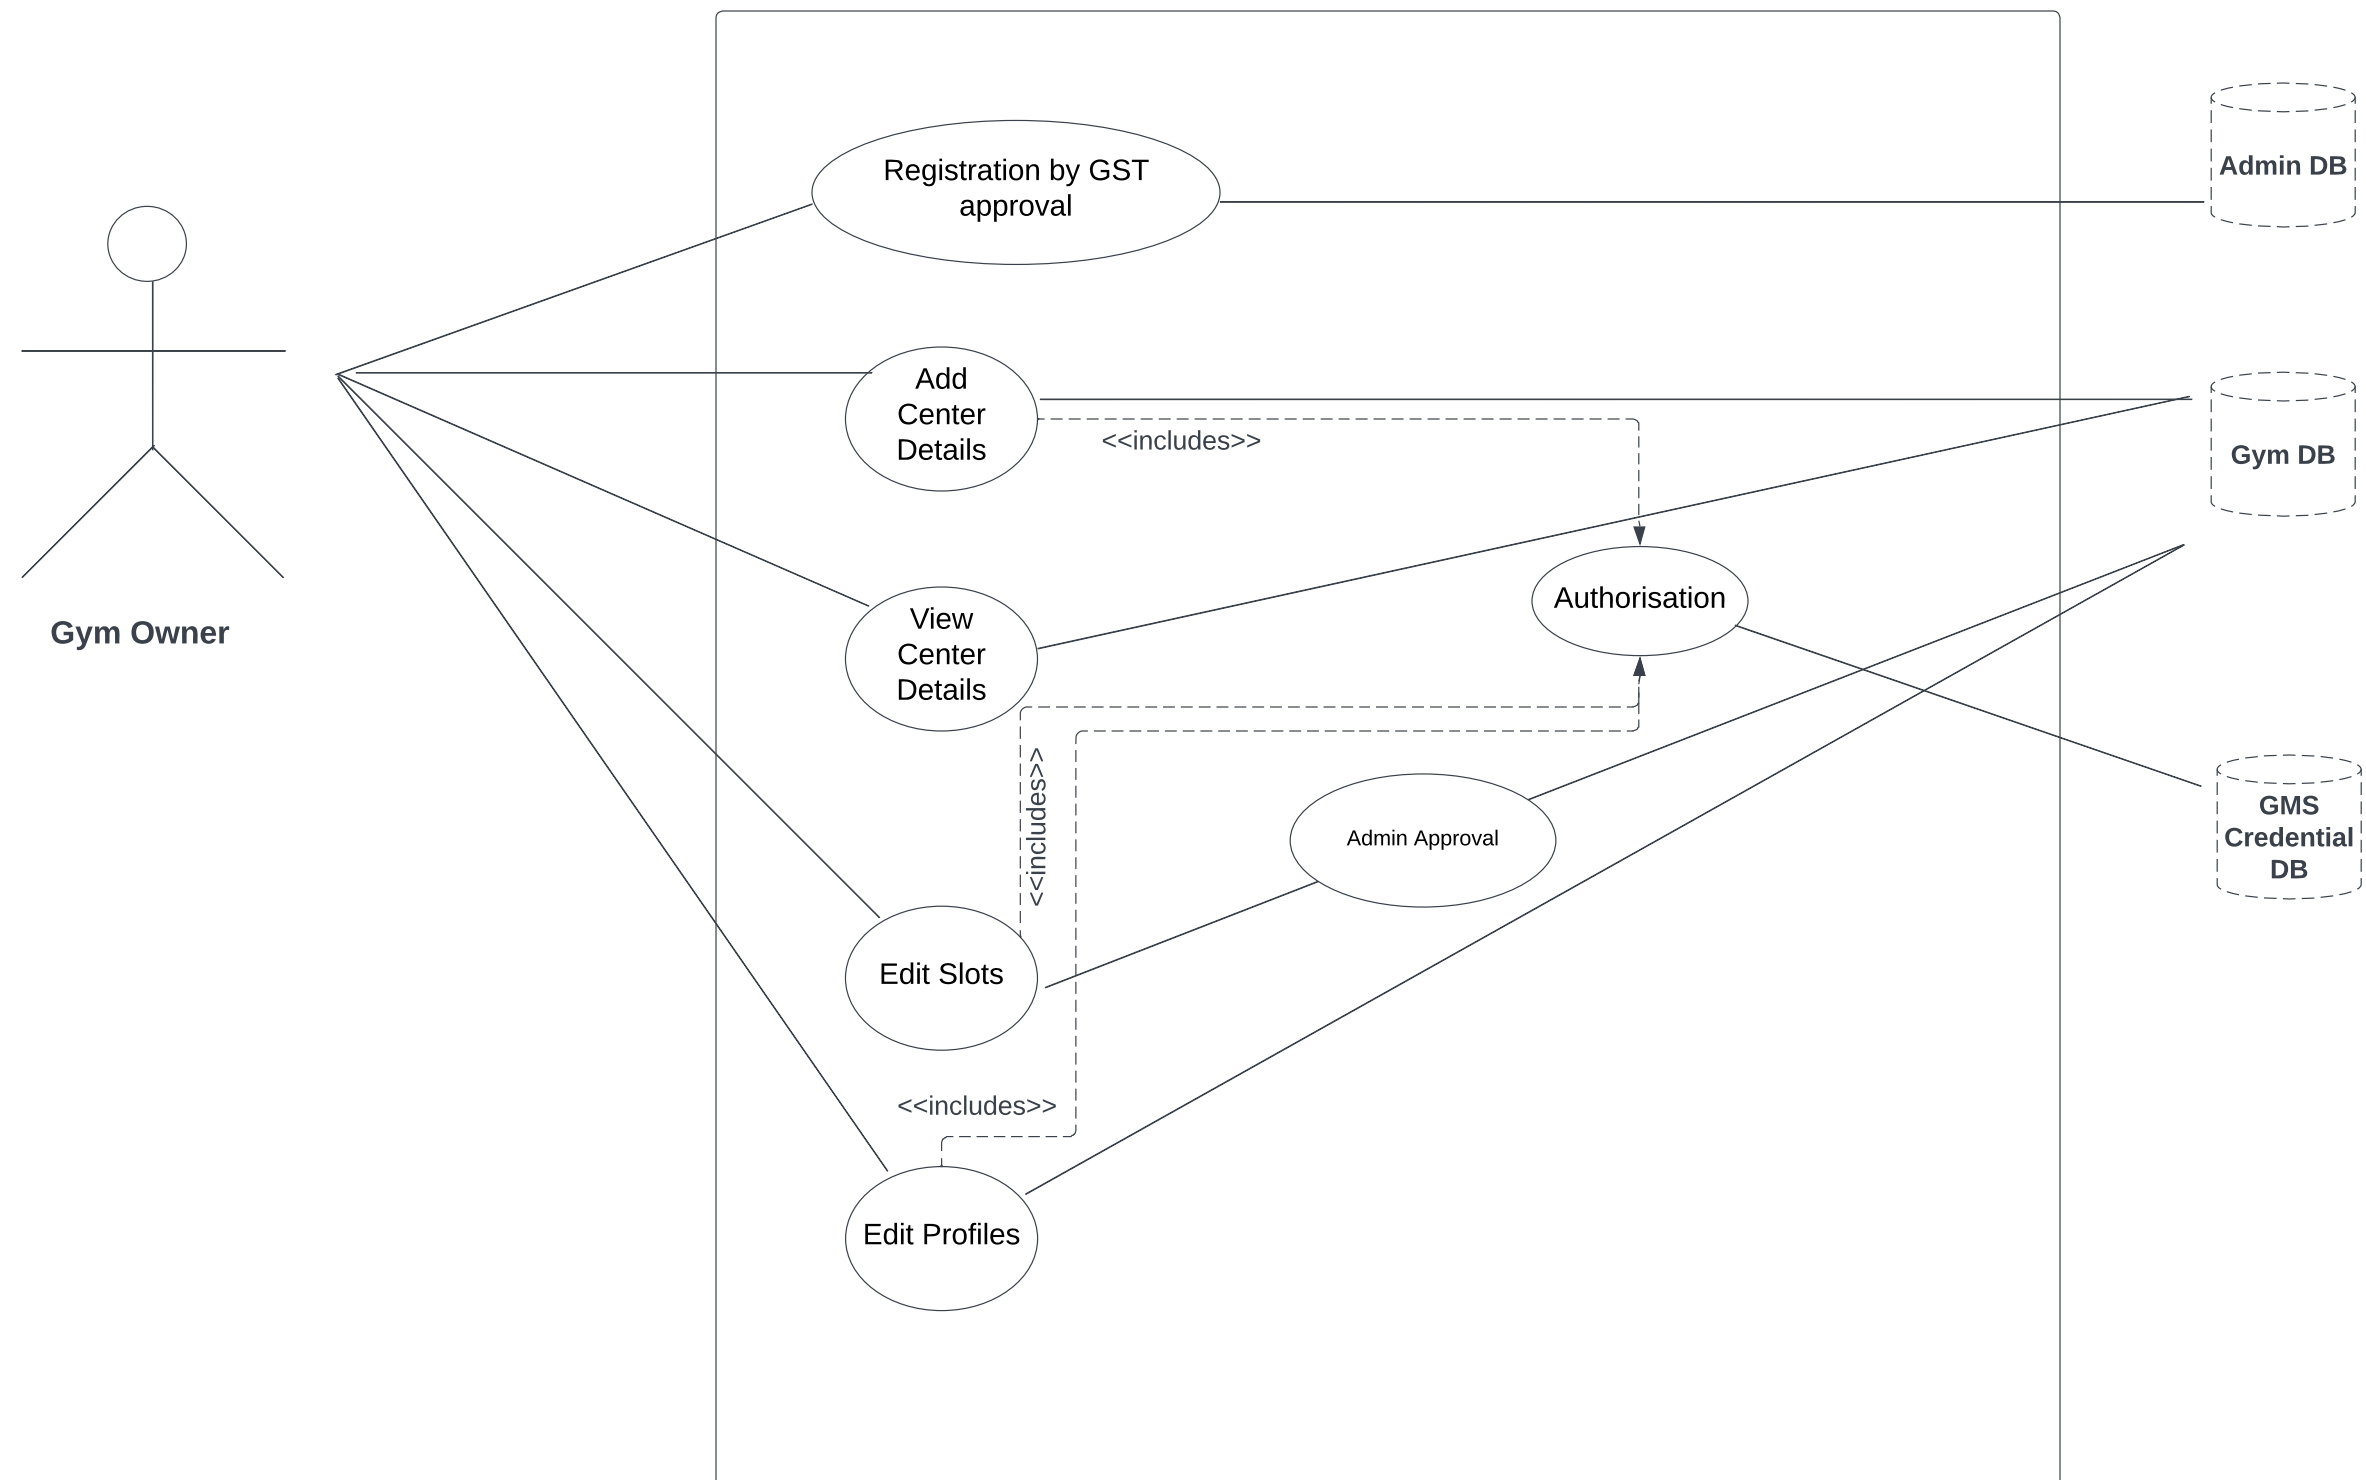 Registration by GST
approval
Admin DB
Add
Center
Details
<<includes>>
Gym DB
Gym Owner
View
Center
Details
Authorisation
<<includes>>
Admin Approval
GMS
Credential
DB
Edit Slots
<<includes>>
Edit Profiles